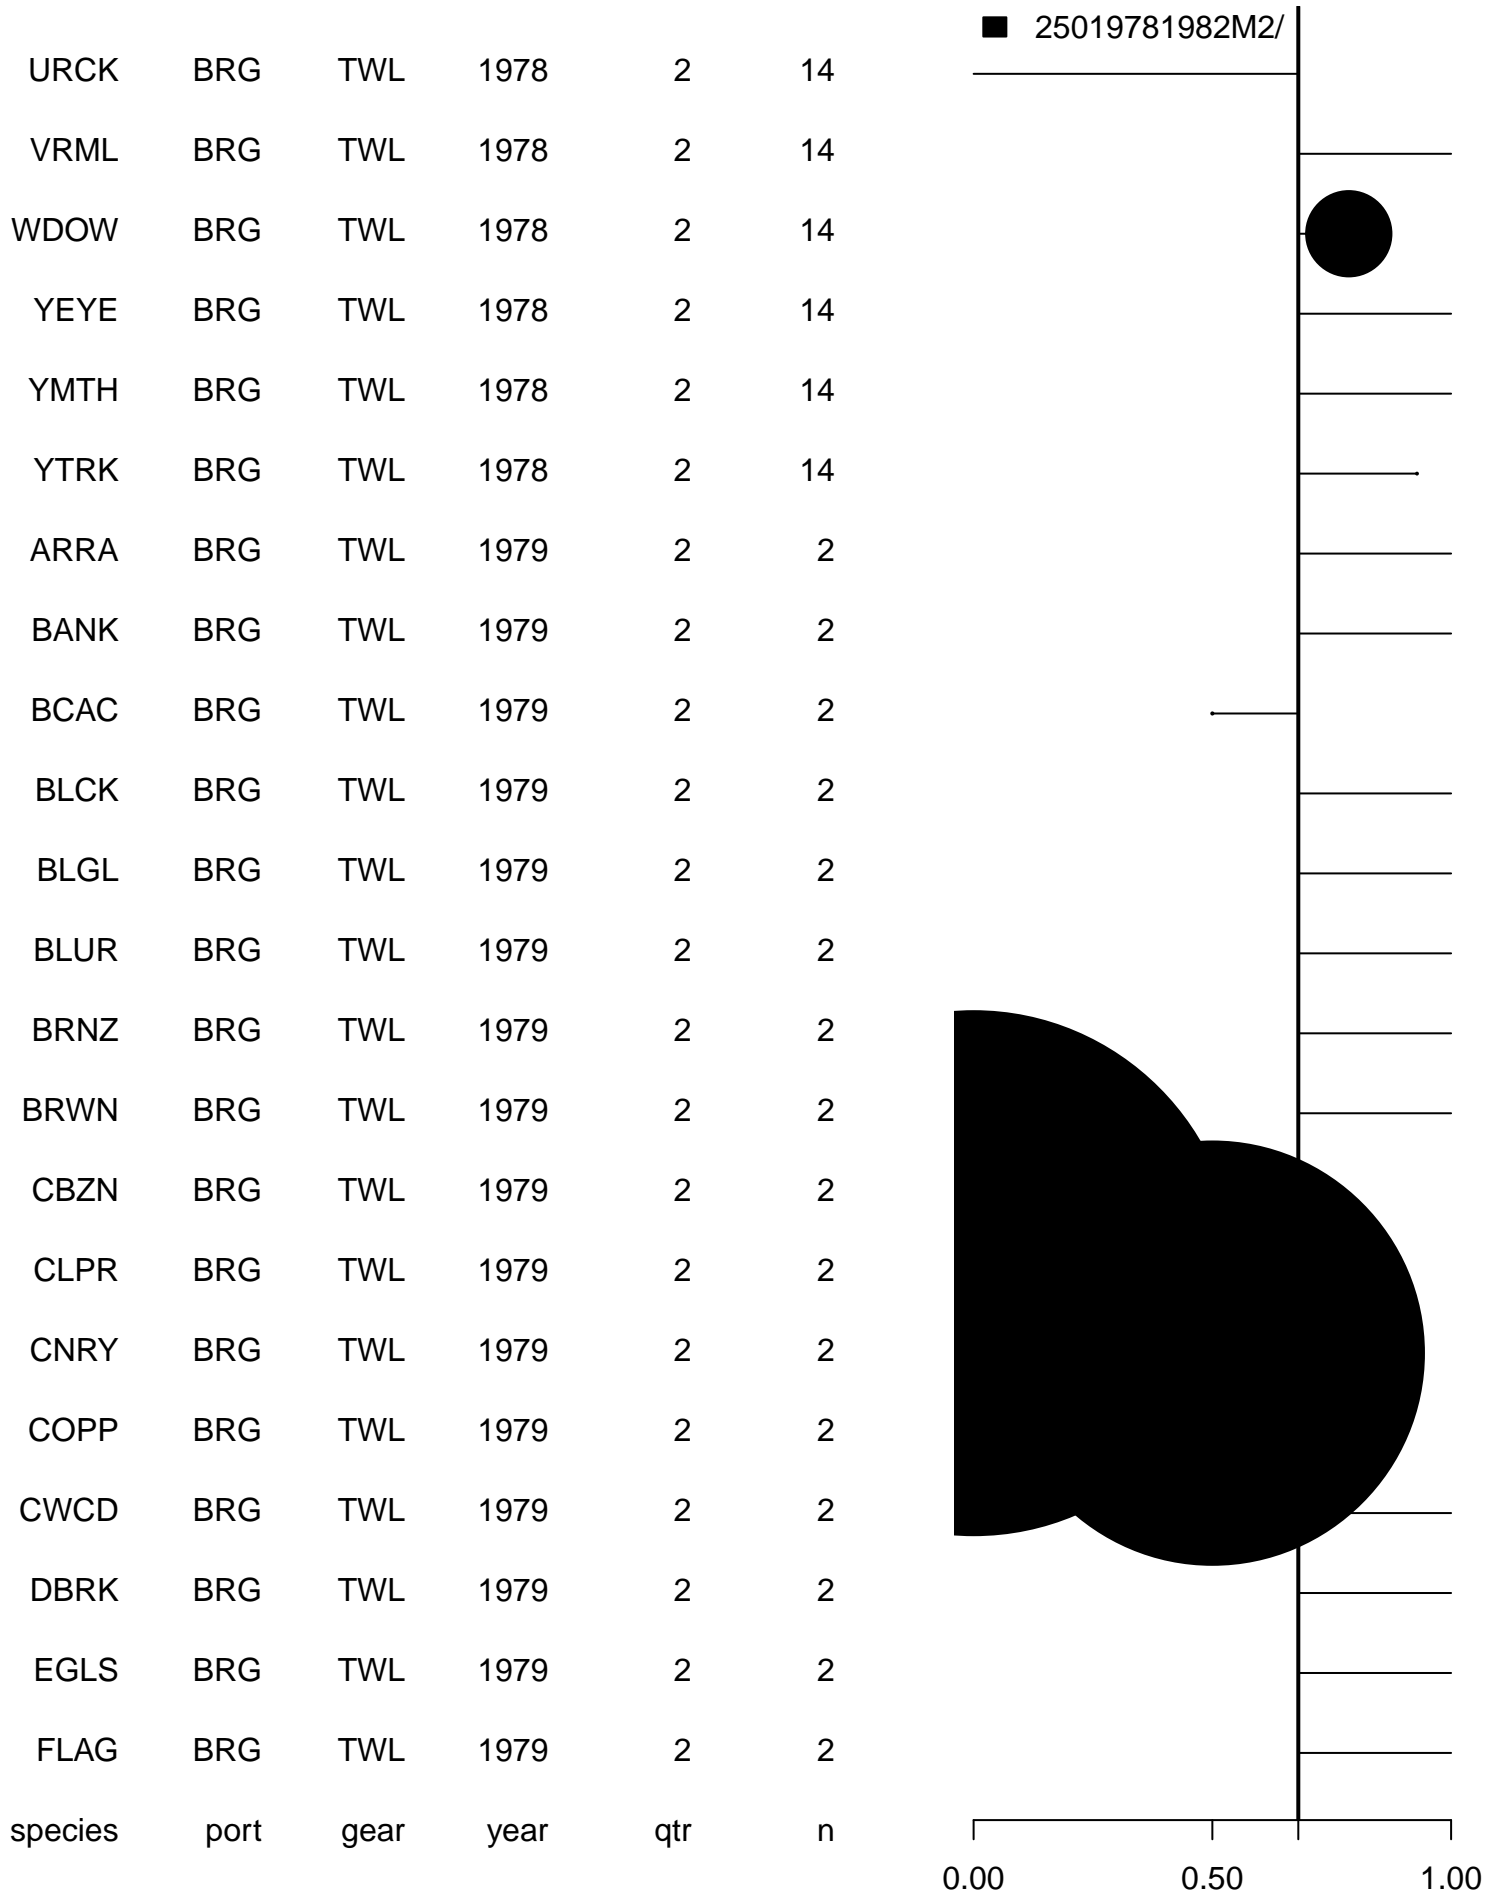 25019781982M2/
URCK BRG TWL 1978 2 14
VRML BRG TWL 1978 2 14
WDOW BRG TWL 1978 2 14
YEYE BRG TWL 1978 2 14
YMTH BRG TWL 1978 2 14
YTRK BRG TWL 1978 2 14
ARRA BRG TWL 1979 2 2
BANK BRG TWL 1979 2 2
BCAC BRG TWL 1979 2 2
BLCK BRG TWL 1979 2 2
BLGL BRG TWL 1979 2 2
BLUR BRG TWL 1979 2 2
BRNZ BRG TWL 1979 2 2
BRWN BRG TWL 1979 2 2
CBZN BRG TWL 1979 2 2
CLPR BRG TWL 1979 2 2
CNRY BRG TWL 1979 2 2
COPP BRG TWL 1979 2 2
CWCD BRG TWL 1979 2 2
DBRK BRG TWL 1979 2 2
EGLS BRG TWL 1979 2 2
FLAG BRG TWL 1979 2 2
species port gear year qtr n
0.00 0.50 1.00